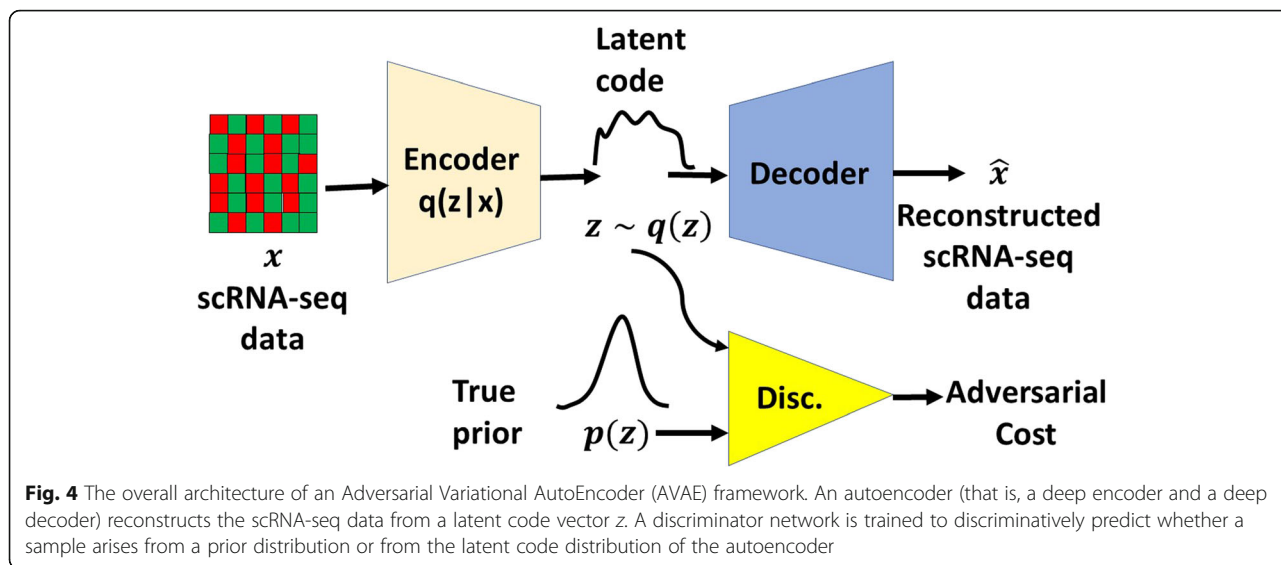 Latent
code
Encoder
q(z|x)
Decoder
x
scRNA-seq
data
z ~ q(z)
x̂
Reconstructed
scRNA-seq
data
True
prior
p(z)
Disc.
Adversarial
Cost
Fig. 4 The overall architecture of an Adversarial Variational AutoEncoder (AVAE) framework. An autoencoder (that is, a deep encoder and a deep
decoder) reconstructs the scRNA-seq data from a latent code vector z. A discriminator network is trained to discriminatively predict whether a
sample arises from a prior distribution or from the latent code distribution of the autoencoder